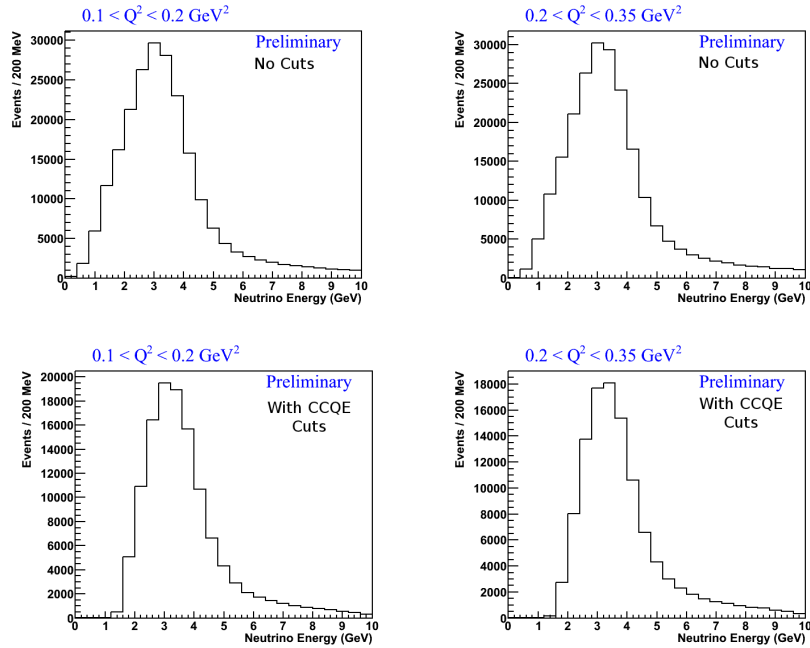 0.1 < Q² < 0.2 GeV²
Preliminary
No Cuts
Events / 200 MeV
30000
25000
20000
15000
10000
5000
0
0 1 2 3 4 5 6 7 8 9 10
Neutrino Energy (GeV)
0.2 < Q² < 0.35 GeV²
Preliminary
No Cuts
Events / 200 MeV
30000
25000
20000
15000
10000
5000
0
0 1 2 3 4 5 6 7 8 9 10
Neutrino Energy (GeV)
0.1 < Q² < 0.2 GeV²
Preliminary
With CCQE
Cuts
Events / 200 MeV
20000
18000
16000
14000
12000
10000
8000
6000
4000
2000
0
0 1 2 3 4 5 6 7 8 9 10
Neutrino Energy (GeV)
0.2 < Q² < 0.35 GeV²
Preliminary
With CCQE
Cuts
Events / 200 MeV
18000
16000
14000
12000
10000
8000
6000
4000
2000
0
0 1 2 3 4 5 6 7 8 9 10
Neutrino Energy (GeV)